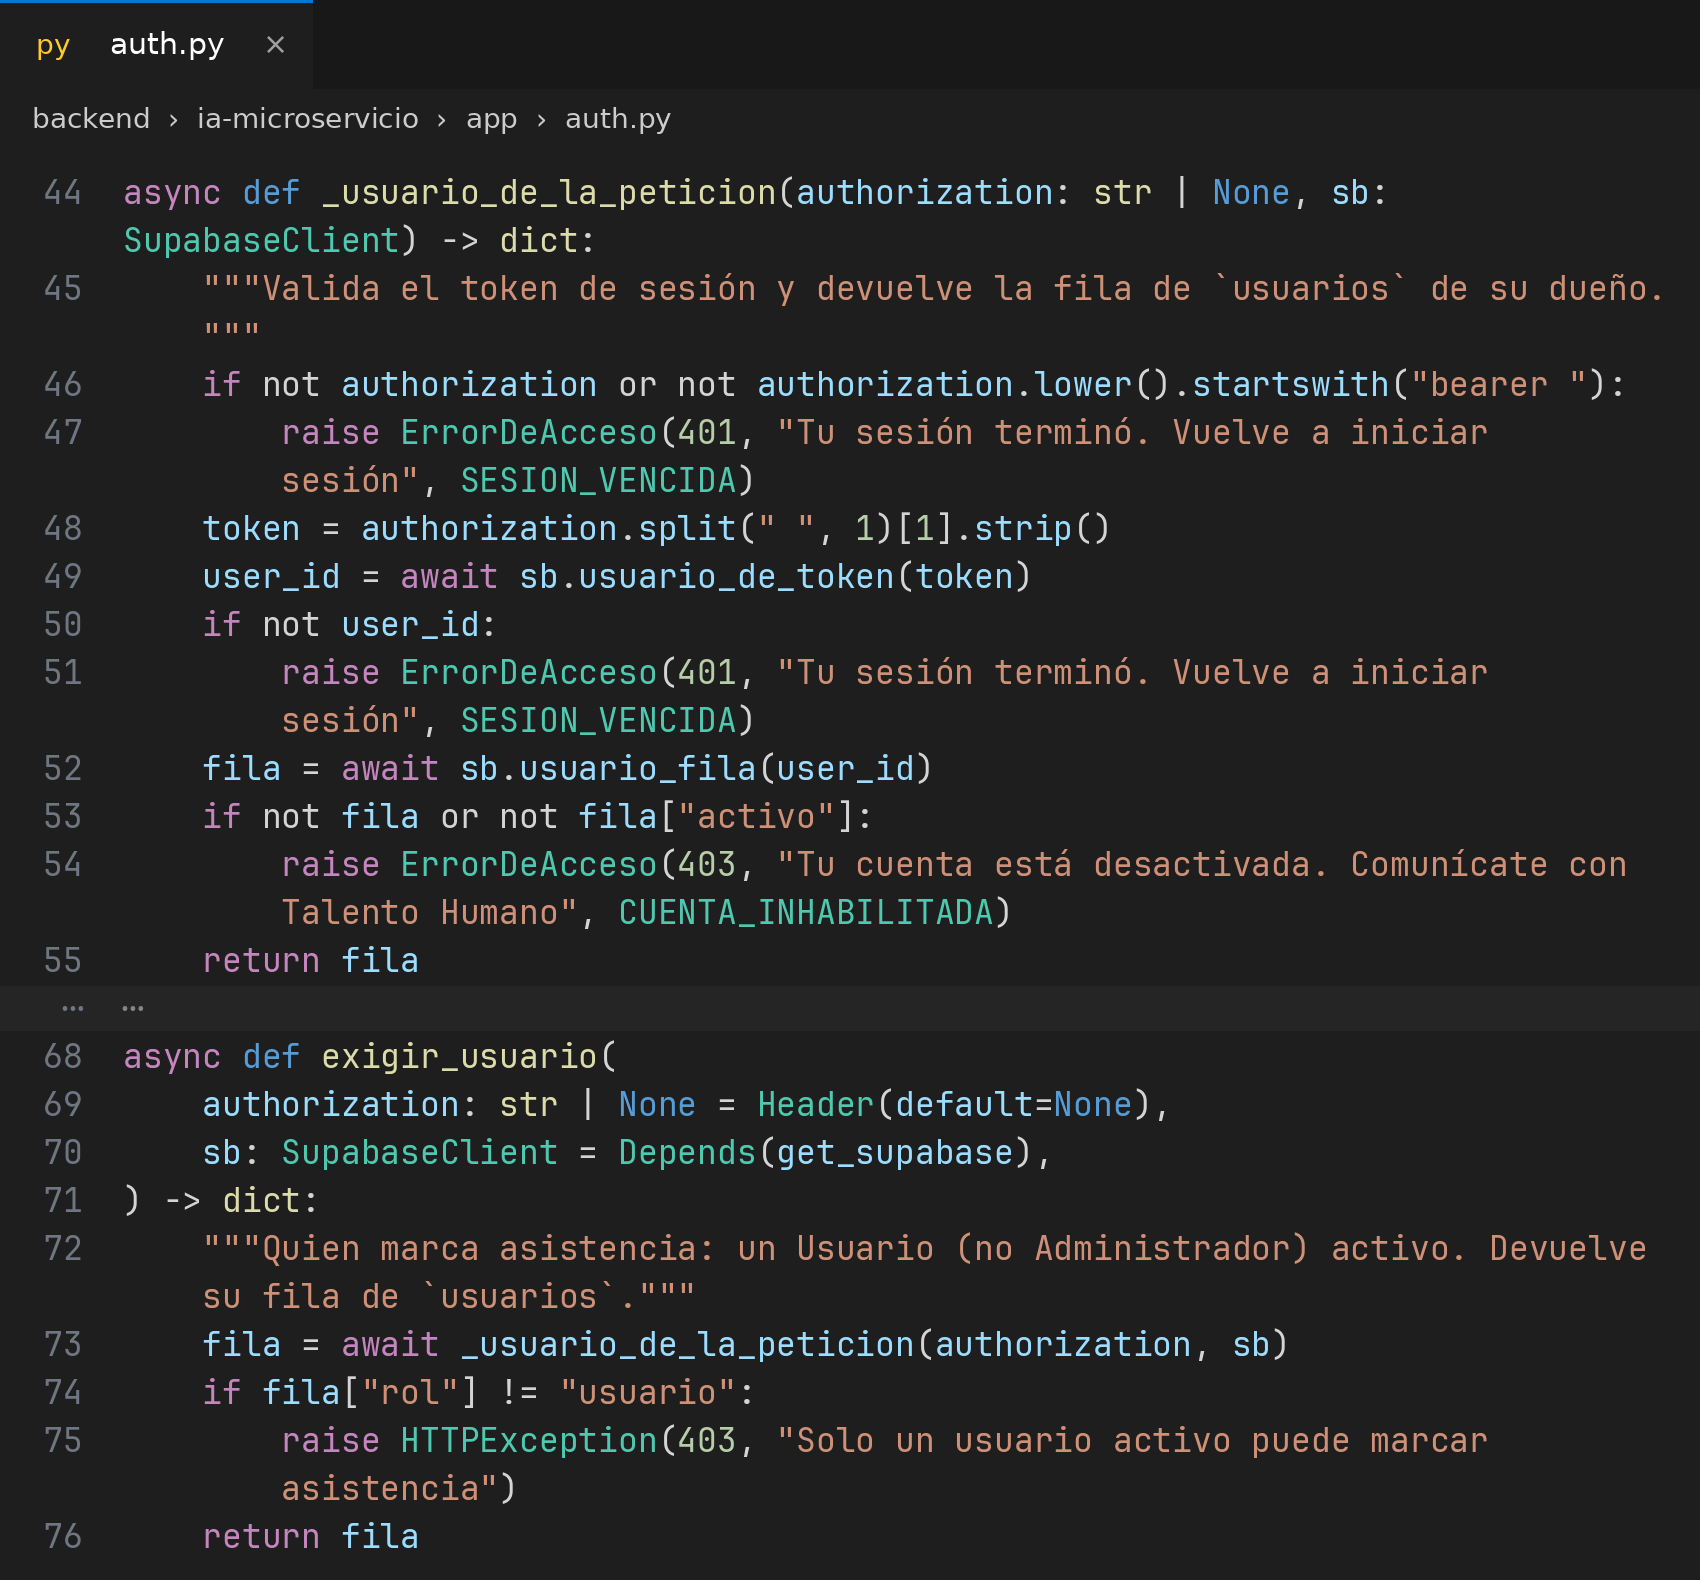 py auth.py ×
backend › ia-microservicio › app › auth.py
44 async def _usuario_de_la_peticion(authorization: str | None, sb:
SupabaseClient) -> dict:
45     """Valida el token de sesión y devuelve la fila de `usuarios` de su dueño.
    """
46     if not authorization or not authorization.lower().startswith("bearer "):
47         raise ErrorDeAcceso(401, "Tu sesión terminó. Vuelve a iniciar
        sesión", SESION_VENCIDA)
48     token = authorization.split(" ", 1)[1].strip()
49     user_id = await sb.usuario_de_token(token)
50     if not user_id:
51         raise ErrorDeAcceso(401, "Tu sesión terminó. Vuelve a iniciar
        sesión", SESION_VENCIDA)
52     fila = await sb.usuario_fila(user_id)
53     if not fila or not fila["activo"]:
54         raise ErrorDeAcceso(403, "Tu cuenta está desactivada. Comunícate con
        Talento Humano", CUENTA_INHABILITADA)
55     return fila
… …
68 async def exigir_usuario(
69     authorization: str | None = Header(default=None),
70     sb: SupabaseClient = Depends(get_supabase),
71 ) -> dict:
72     """Quien marca asistencia: un Usuario (no Administrador) activo. Devuelve
    su fila de `usuarios`."""
73     fila = await _usuario_de_la_peticion(authorization, sb)
74     if fila["rol"] != "usuario":
75         raise HTTPException(403, "Solo un usuario activo puede marcar
        asistencia")
76     return fila